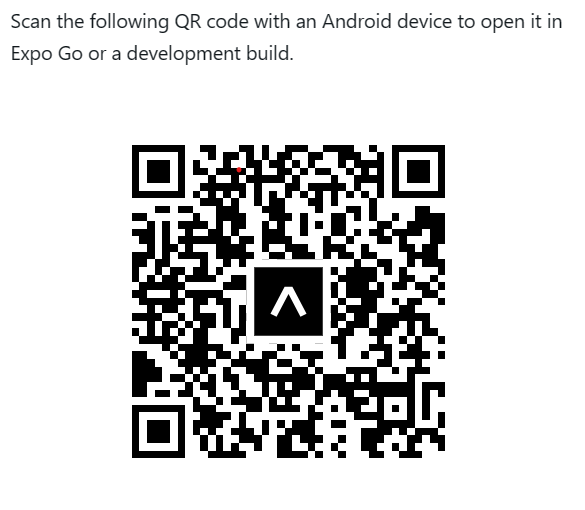 Scan the following QR code with an Android device to open it in
Expo Go or a development build.